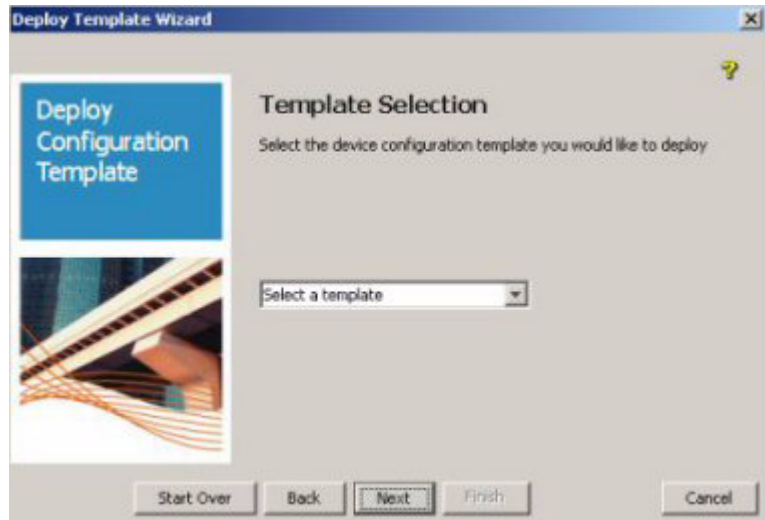 Deploy Template Wizard
?
Deploy
Configuration
Template
Template Selection
Select the device configuration template you would like to deploy
Select a template
Start Over
Back
Next
Finish
Cancel